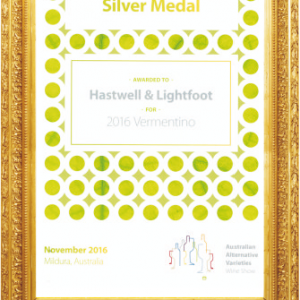 Silver Medal
AWARDED TO
Hastwell & Lightfoot
FOR
2016 Vermentino
November 2016
Mildura, Australia
Australian
Alternative
Varieties
Wine Show